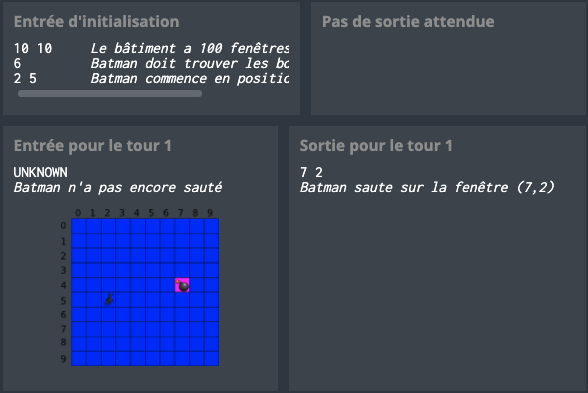 Entrée d'initialisation
10 10 Le bâtiment a 100 fenêtres
6 Batman doit trouver les bo
2 5 Batman commence en positic
Pas de sortie attendue
Entrée pour le tour 1
UNKNOWN
Batman n'a pas encore sauté
0 1 2 3 4 5 6 7 8 9
0
1
2
3
4
5
6
7
8
9
Sortie pour le tour 1
7 2
Batman saute sur la fenêtre (7,2)